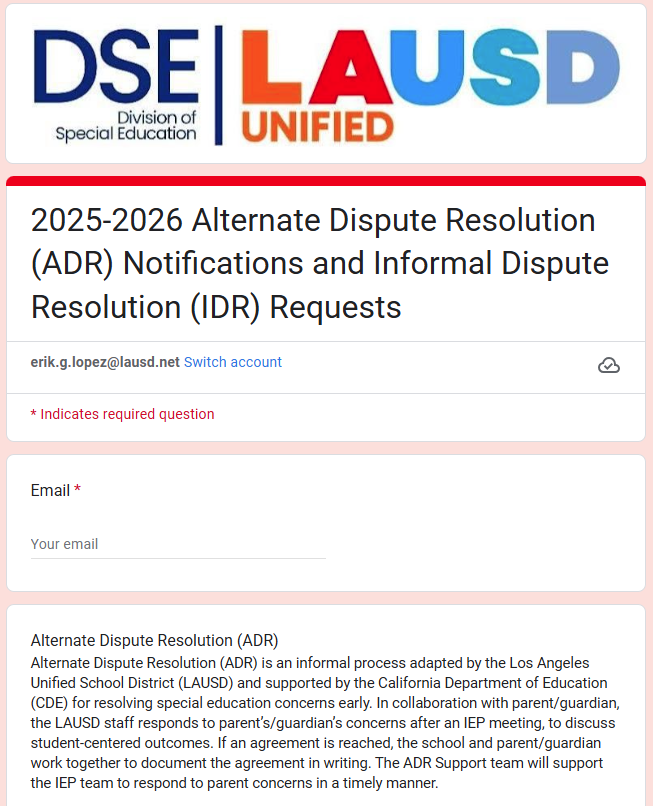 DSE
Division of
Special Education
LAUSD
UNIFIED
2025-2026 Alternate Dispute Resolution
(ADR) Notifications and Informal Dispute
Resolution (IDR) Requests
erik.g.lopez@lausd.net Switch account
* Indicates required question
Email *
Your email
Alternate Dispute Resolution (ADR)
Alternate Dispute Resolution (ADR) is an informal process adapted by the Los Angeles
Unified School District (LAUSD) and supported by the California Department of Education
(CDE) for resolving special education concerns early. In collaboration with parent/guardian,
the LAUSD staff responds to parent’s/guardian’s concerns after an IEP meeting, to discuss
student-centered outcomes. If an agreement is reached, the school and parent/guardian
work together to document the agreement in writing. The ADR Support team will support
the IEP team to respond to parent concerns in a timely manner.